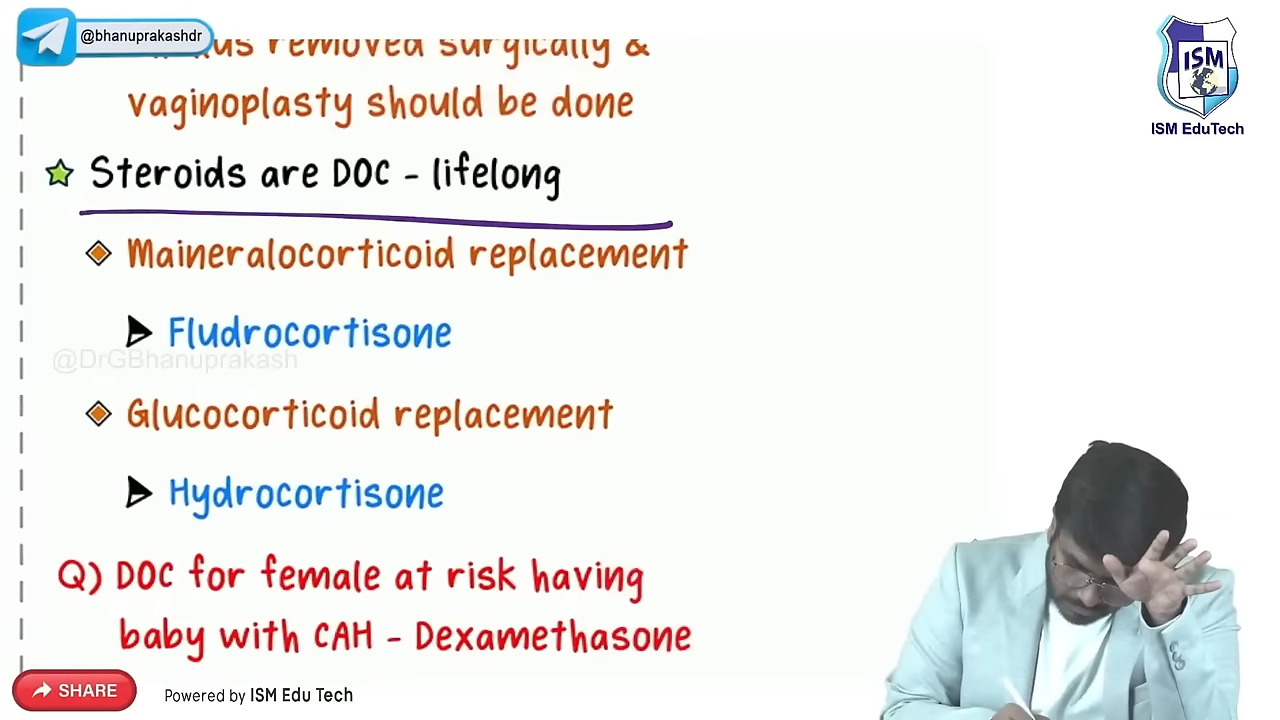 @bhanuprakashdr
removed surgically &
vaginoplasty should be done
Steroids are DOC - lifelong
Maineralocorticoid replacement
Fludrocortisone
@DrGBhanuprakash
Glucocorticoid replacement
Hydrocortisone
Q) DOC for female at risk having
baby with CAH - Dexamethasone
SHARE
Powered by ISM Edu Tech
ISM
ISM EduTech